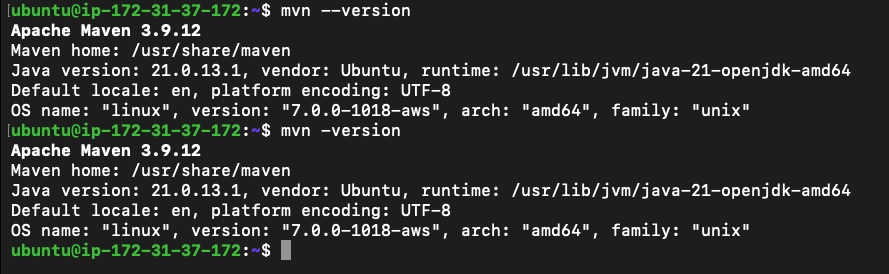 [ubuntu@ip-172-31-37-172:~$ mvn --version
Apache Maven 3.9.12
Maven home: /usr/share/maven
Java version: 21.0.13.1, vendor: Ubuntu, runtime: /usr/lib/jvm/java-21-openjdk-amd64
Default locale: en, platform encoding: UTF-8
OS name: "linux", version: "7.0.0-1018-aws", arch: "amd64", family: "unix"
[ubuntu@ip-172-31-37-172:~$ mvn -version
Apache Maven 3.9.12
Maven home: /usr/share/maven
Java version: 21.0.13.1, vendor: Ubuntu, runtime: /usr/lib/jvm/java-21-openjdk-amd64
Default locale: en, platform encoding: UTF-8
OS name: "linux", version: "7.0.0-1018-aws", arch: "amd64", family: "unix"
ubuntu@ip-172-31-37-172:~$